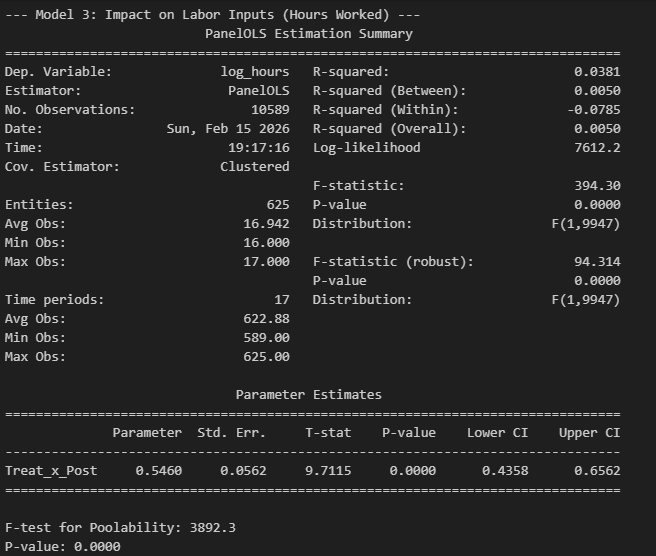 --- Model 3: Impact on Labor Inputs (Hours Worked) ---
                          PanelOLS Estimation Summary
================================================================================
Dep. Variable:              log_hours   R-squared:                        0.0381
Estimator:                   PanelOLS   R-squared (Between):              0.0050
No. Observations:               10589   R-squared (Within):              -0.0785
Date:                Sun, Feb 15 2026   R-squared (Overall):              0.0050
Time:                        19:17:16   Log-likelihood                    7612.2
Cov. Estimator:             Clustered
                                        F-statistic:                      394.30
Entities:                         625   P-value                           0.0000
Avg Obs:                       16.942   Distribution:                  F(1,9947)
Min Obs:                       16.000
Max Obs:                       17.000   F-statistic (robust):             94.314
                                        P-value                           0.0000
Time periods:                      17   Distribution:                  F(1,9947)
Avg Obs:                       622.88
Min Obs:                       589.00
Max Obs:                       625.00
                              Parameter Estimates
================================================================================
              Parameter  Std. Err.     T-stat    P-value    Lower CI    Upper CI
--------------------------------------------------------------------------------
Treat_x_Post     0.5460     0.0562     9.7115     0.0000      0.4358      0.6562
================================================================================
F-test for Poolability: 3892.3
P-value: 0.0000